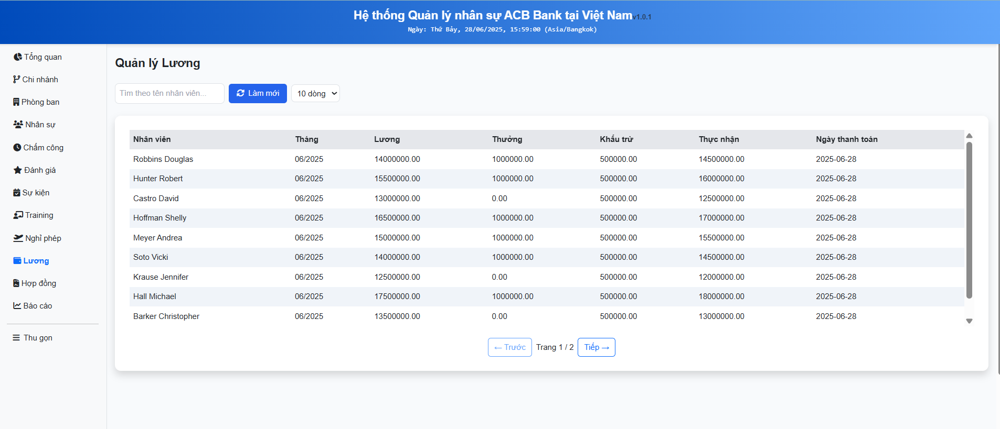 Hệ thống Quản lý nhân sự ACB Bank tại Việt Nam v1.0.1
Ngày: Thứ Bảy, 28/06/2025, 15:59:00 (Asia/Bangkok)
Tổng quan
Chi nhánh
Phòng ban
Nhân sự
Chấm công
Đánh giá
Sự kiện
Training
Nghỉ phép
Lương
Hợp đồng
Báo cáo
Thu gọn
Quản lý Lương
Tìm theo tên nhân viên... Làm mới 10 dòng
Nhân viên Tháng Lương Thưởng Khấu trừ Thực nhận Ngày thanh toán
Robbins Douglas 06/2025 14000000.00 1000000.00 500000.00 14500000.00 2025-06-28
Hunter Robert 06/2025 15500000.00 1000000.00 500000.00 16000000.00 2025-06-28
Castro David 06/2025 13000000.00 0.00 500000.00 12500000.00 2025-06-28
Hoffman Shelly 06/2025 16500000.00 1000000.00 500000.00 17000000.00 2025-06-28
Meyer Andrea 06/2025 15000000.00 1000000.00 500000.00 15500000.00 2025-06-28
Soto Vicki 06/2025 14000000.00 1000000.00 500000.00 14500000.00 2025-06-28
Krause Jennifer 06/2025 12500000.00 0.00 500000.00 12000000.00 2025-06-28
Hall Michael 06/2025 17500000.00 1000000.00 500000.00 18000000.00 2025-06-28
Barker Christopher 06/2025 13500000.00 0.00 500000.00 13000000.00 2025-06-28
← Trước Trang 1 / 2 Tiếp →